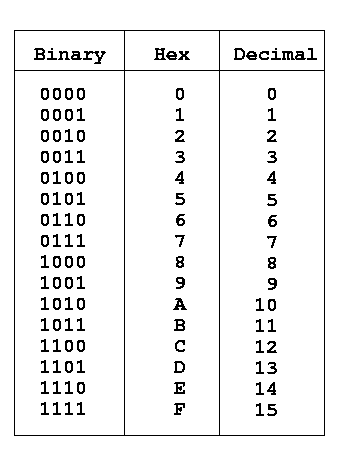 Binary Hex Decimal
0000 0 0
0001 1 1
0010 2 2
0011 3 3
0100 4 4
0101 5 5
0110 6 6
0111 7 7
1000 8 8
1001 9 9
1010 A 10
1011 B 11
1100 C 12
1101 D 13
1110 E 14
1111 F 15